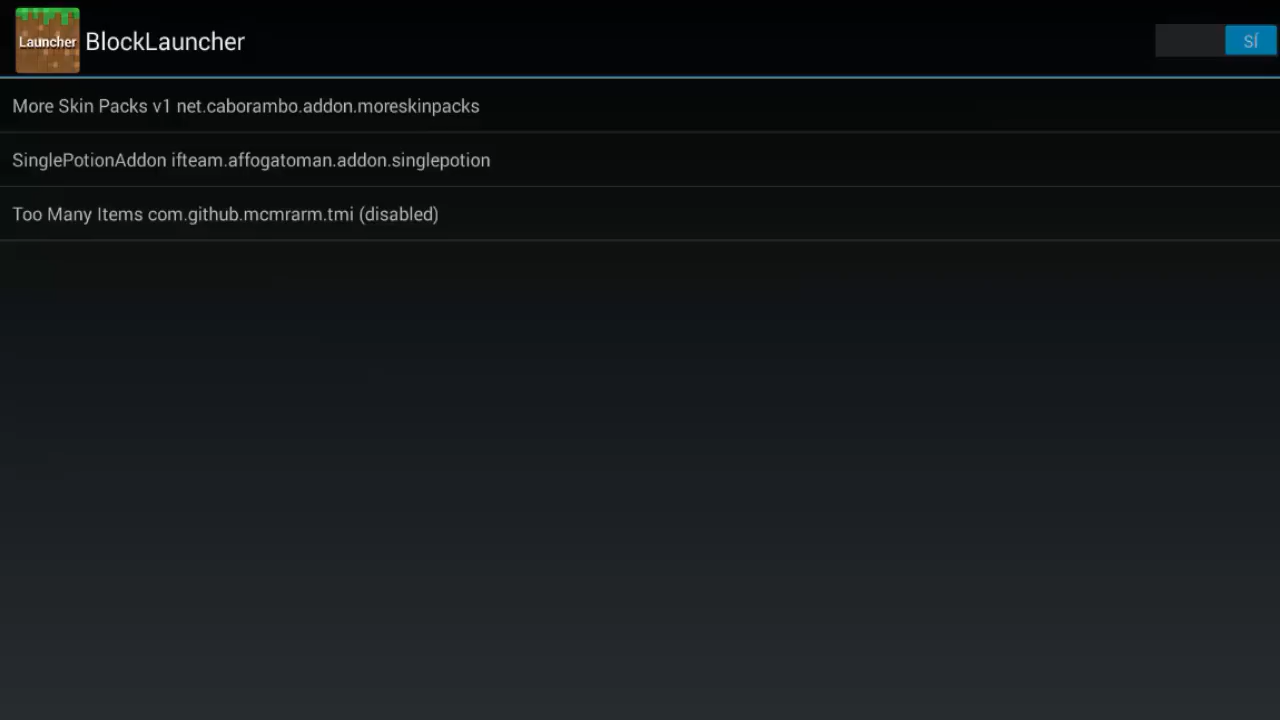 Launcher BlockLauncher SÍ
More Skin Packs v1 net.caborambo.addon.moreskinpacks
SinglePotionAddon ifteam.affogatoman.addon.singlepotion
Too Many Items com.github.mcmrarm.tmi (disabled)